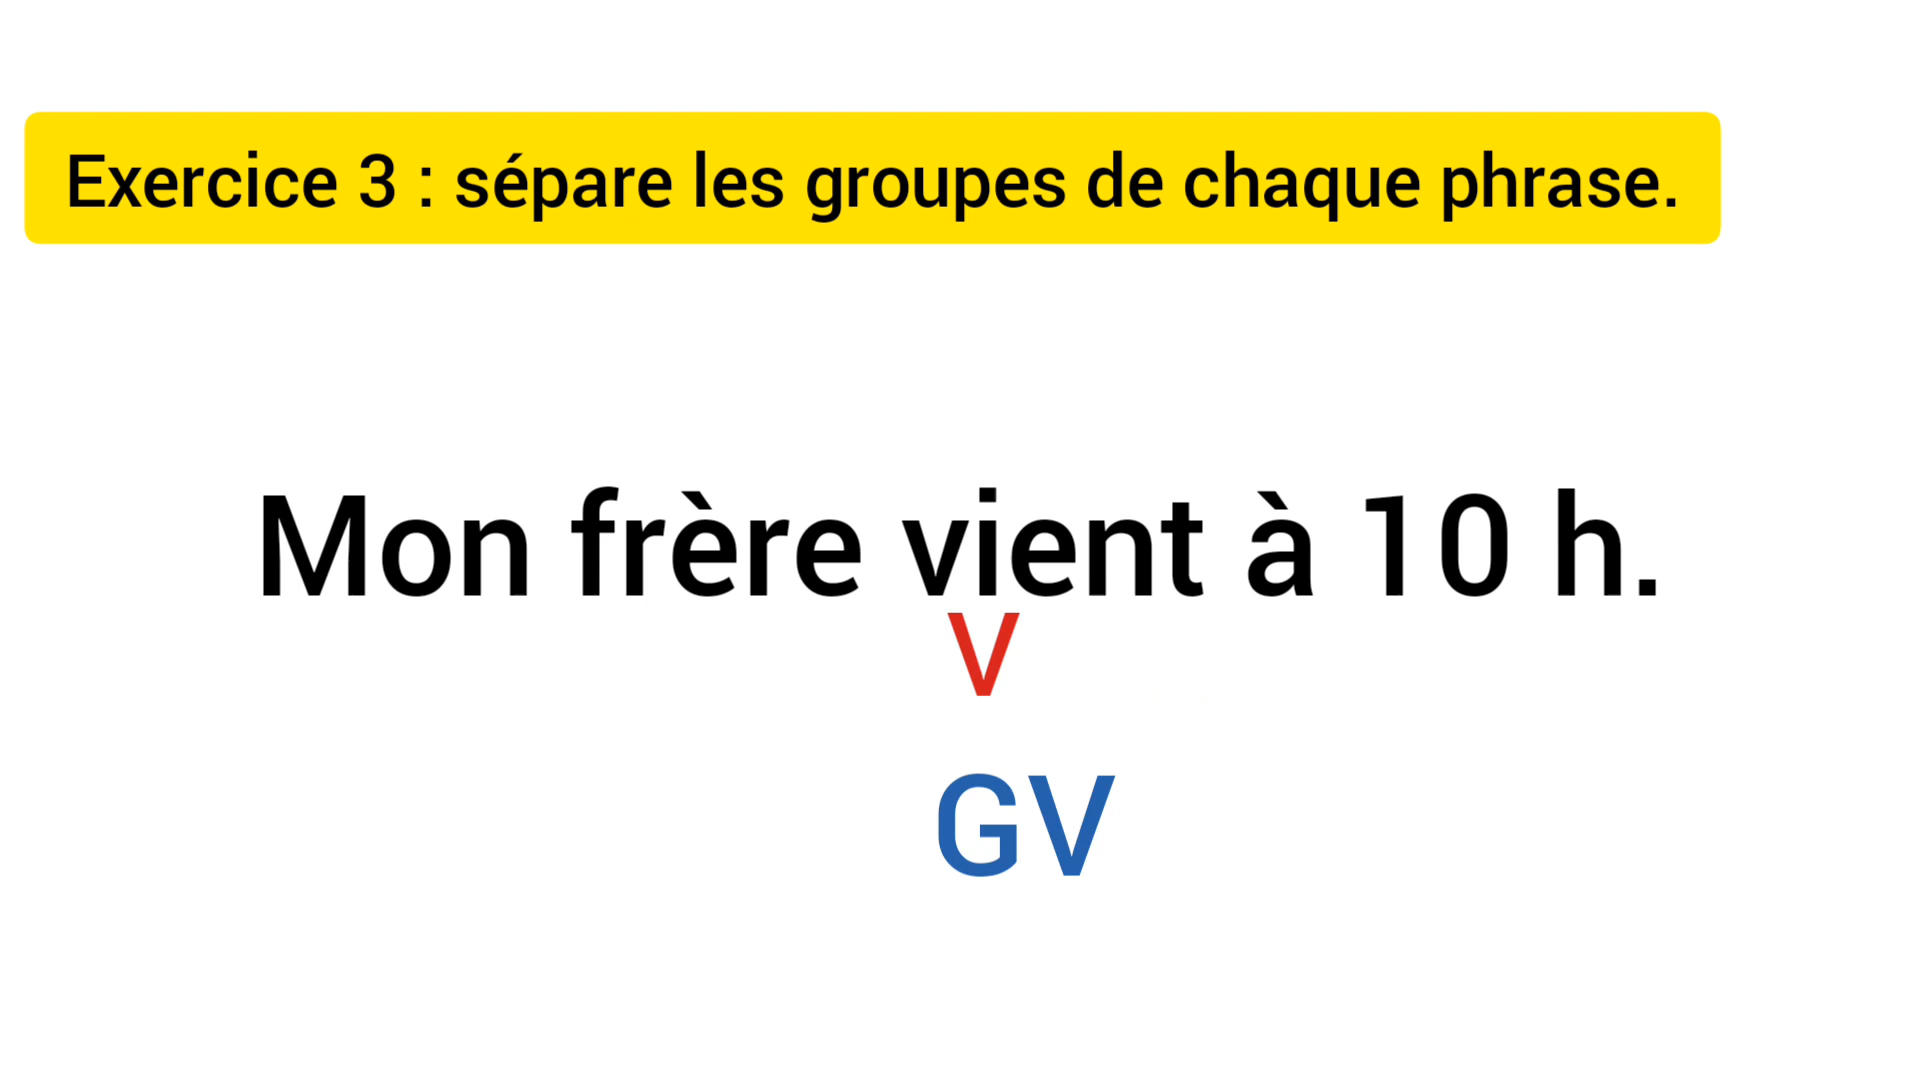 Exercice 3 : sépare les groupes de chaque phrase.
Mon frère vient à 10 h.
V
GV